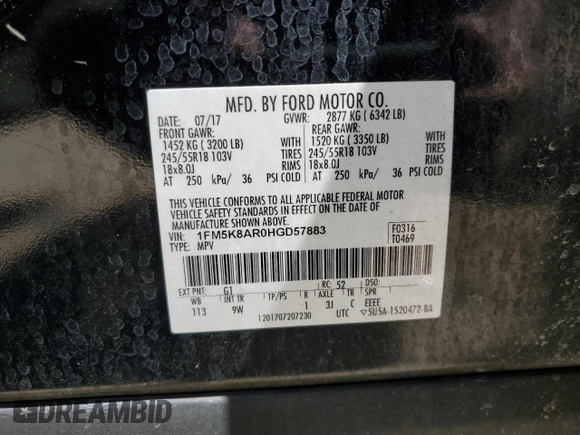 MFD. BY FORD MOTOR CO.
DATE: 07/17 GVWR: 2877 KG ( 6342 LB)
FRONT GAWR: REAR GAWR:
1452 KG ( 3200 LB) WITH 1520 KG ( 3350 LB) WITH
245/55R18 103V TIRES 245/55R18 103V TIRES
18x8.0J RIMS 18x8.0J RIMS
AT 250 kPa/ 36 PSI COLD AT 250 kPa/ 36 PSI COLD
THIS VEHICLE CONFORMS TO ALL APPLICABLE FEDERAL MOTOR
VEHICLE SAFETY STANDARDS IN EFFECT ON THE DATE OF
MANUFACTURE SHOWN ABOVE.
VIN: 1FM5K8AR0HGD57883 F0316
TYPE: MPV T0469
EXT PNT: G1 RC: 52 DSO:
WB INT TR TP/PS R AXLE TR SPR
113 9W 1 3J C EEEE
1201707207230 UTC ▽5U5A-1520472-BA
DREAMBID